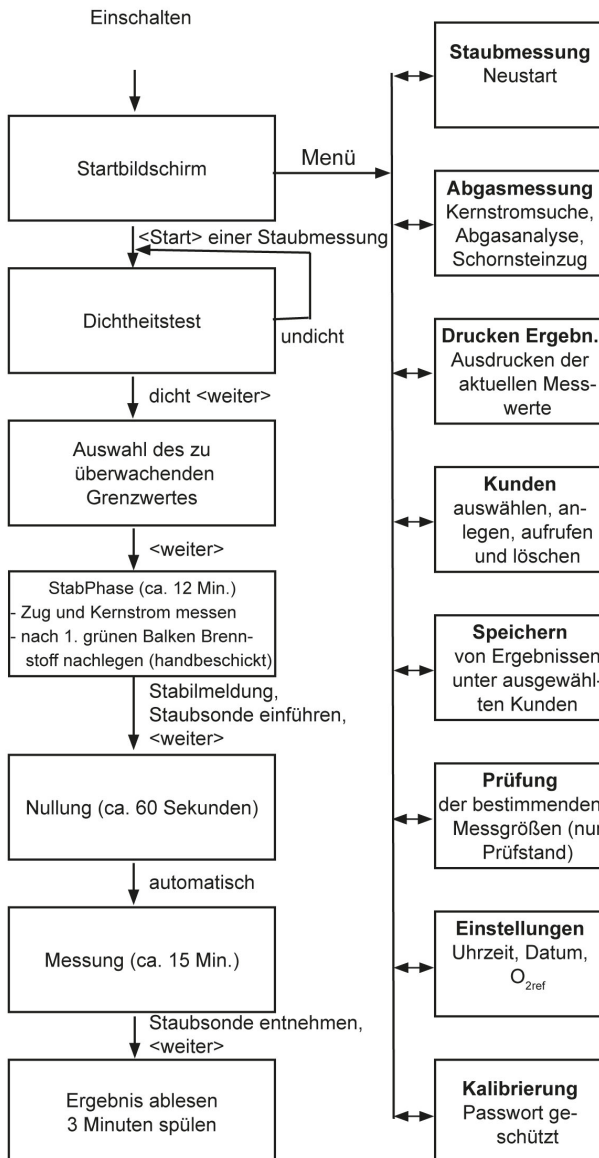 Einschalten
Startbildschirm
Menü
<Start> einer Staubmessung
Dichtheitstest
undicht
dicht <weiter>
Auswahl des zu
überwachenden
Grenzwertes
<weiter>
StabPhase (ca. 12 Min.)
- Zug und Kernstrom messen
- nach 1. grünen Balken Brenn-
stoff nachlegen (handbeschickt)
Stabilmeldung,
Staubsonde einführen,
<weiter>
Nullung (ca. 60 Sekunden)
automatisch
Messung (ca. 15 Min.)
Staubsonde entnehmen,
<weiter>
Ergebnis ablesen
3 Minuten spülen
Staubmessung
Neustart
Abgasmessung
Kernstromsuche,
Abgasanalyse,
Schornsteinzug
Drucken Ergebn.
Ausdrucken der
aktuellen Mess-
werte
Kunden
auswählen, an-
legen, aufrufen
und löschen
Speichern
von Ergebnissen
unter ausgewähl-
ten Kunden
Prüfung
der bestimmenden
Messgrößen (nur
Prüfstand)
Einstellungen
Uhrzeit, Datum,
O2ref
Kalibrierung
Passwort ge-
schützt